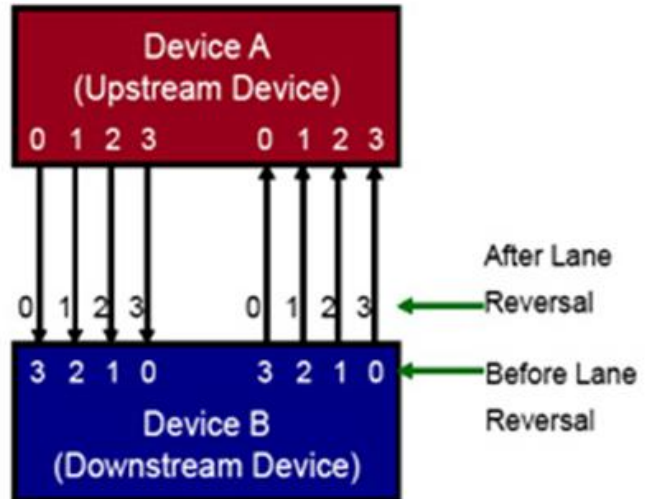 Device A
(Upstream Device)
0 1 2 3 0 1 2 3
After Lane
0 1 2 3 0 1 2 3 Reversal
3 2 1 0 3 2 1 0 Before Lane
Reversal
Device B
(Downstream Device)